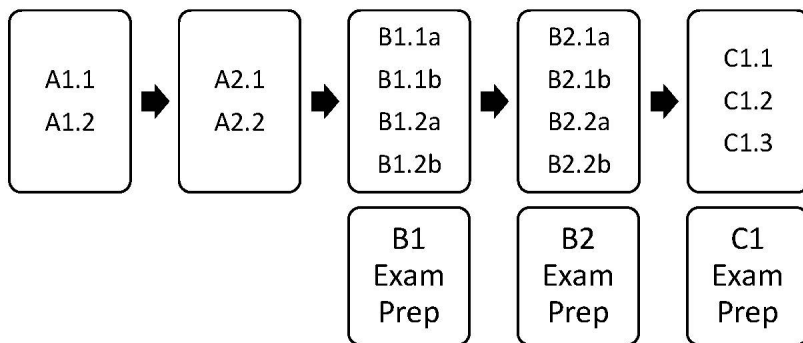 A1.1
A1.2
A2.1
A2.2
B1.1a
B1.1b
B1.2a
B1.2b
B2.1a
B2.1b
B2.2a
B2.2b
C1.1
C1.2
C1.3
B1
Exam
Prep
B2
Exam
Prep
C1
Exam
Prep